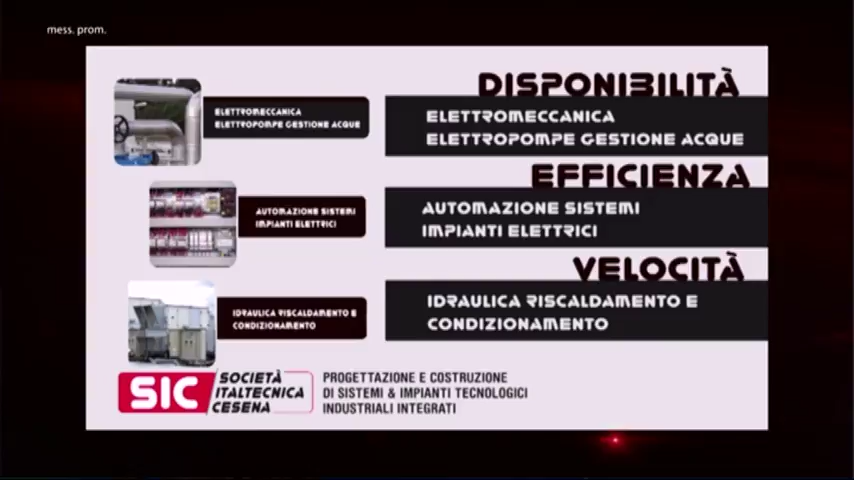 mess. prom.
DISPONIBILITÀ
ELETTROMECCANICA
ELETTROPOMPE GESTIONE ACQUE
ELETTROMECCANICA
ELETTROPOMPE GESTIONE ACQUE
EFFICIENZA
AUTOMAZIONE SISTEMI
IMPIANTI ELETTRICI
AUTOMAZIONE SISTEMI
IMPIANTI ELETTRICI
VELOCITÀ
IDRAULICA RISCALDAMENTO E
CONDIZIONAMENTO
IDRAULICA RISCALDAMENTO E
CONDIZIONAMENTO
SIC
SOCIETÀ
ITALTECNICA
CESENA
PROGETTAZIONE E COSTRUZIONE
DI SISTEMI & IMPIANTI TECNOLOGICI
INDUSTRIALI INTEGRATI